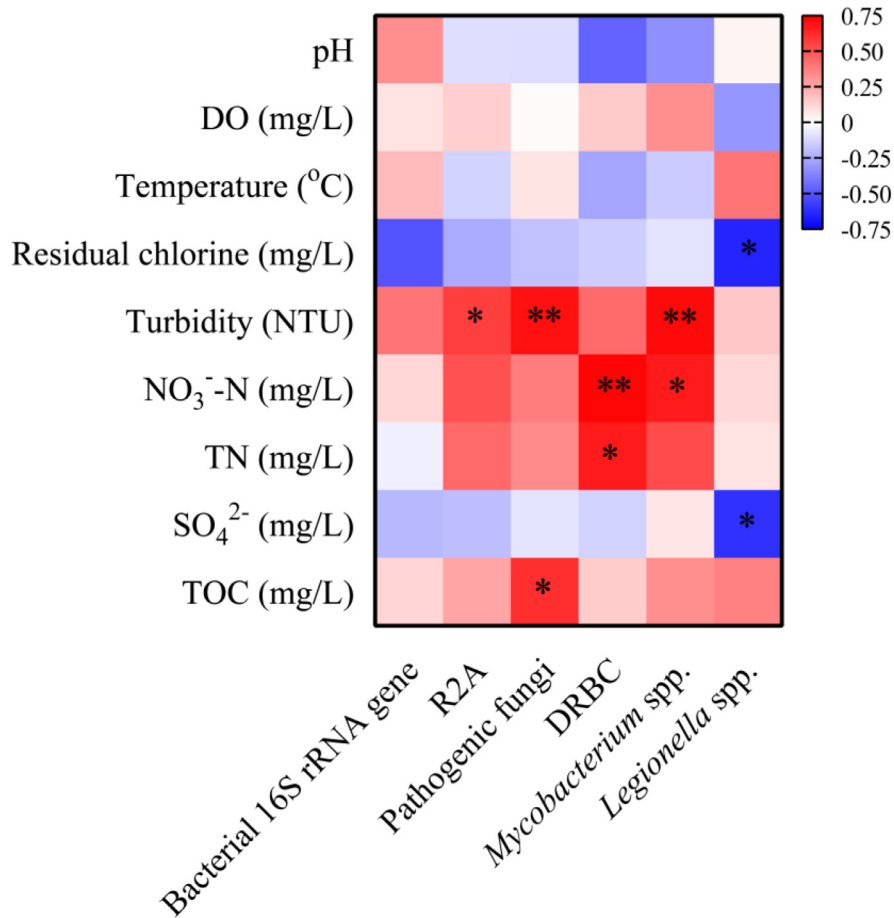 pH
DO (mg/L)
Temperature (°C)
Residual chlorine (mg/L)
*
Turbidity (NTU)
* ** **
NO₃⁻-N (mg/L)
** *
TN (mg/L)
*
SO₄²⁻ (mg/L)
*
TOC (mg/L)
*
0.75
0.50
0.25
0
-0.25
-0.50
-0.75
Bacterial 16S rRNA gene
R2A
Pathogenic fungi
DRBC
Mycobacterium spp.
Legionella spp.